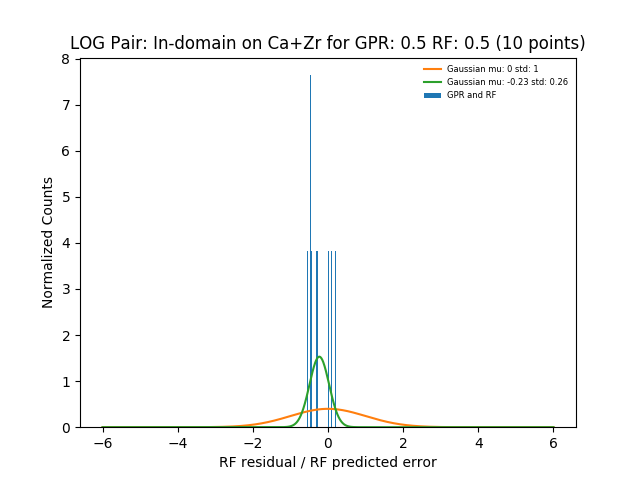 LOG Pair: In-domain on Ca+Zr for GPR: 0.5 RF: 0.5 (10 points)
Gaussian mu: 0 std: 1
Gaussian mu: -0.23 std: 0.26
GPR and RF
Normalized Counts
8
7
6
5
4
3
2
1
0
−6 −4 −2 0 2 4 6
RF residual / RF predicted error